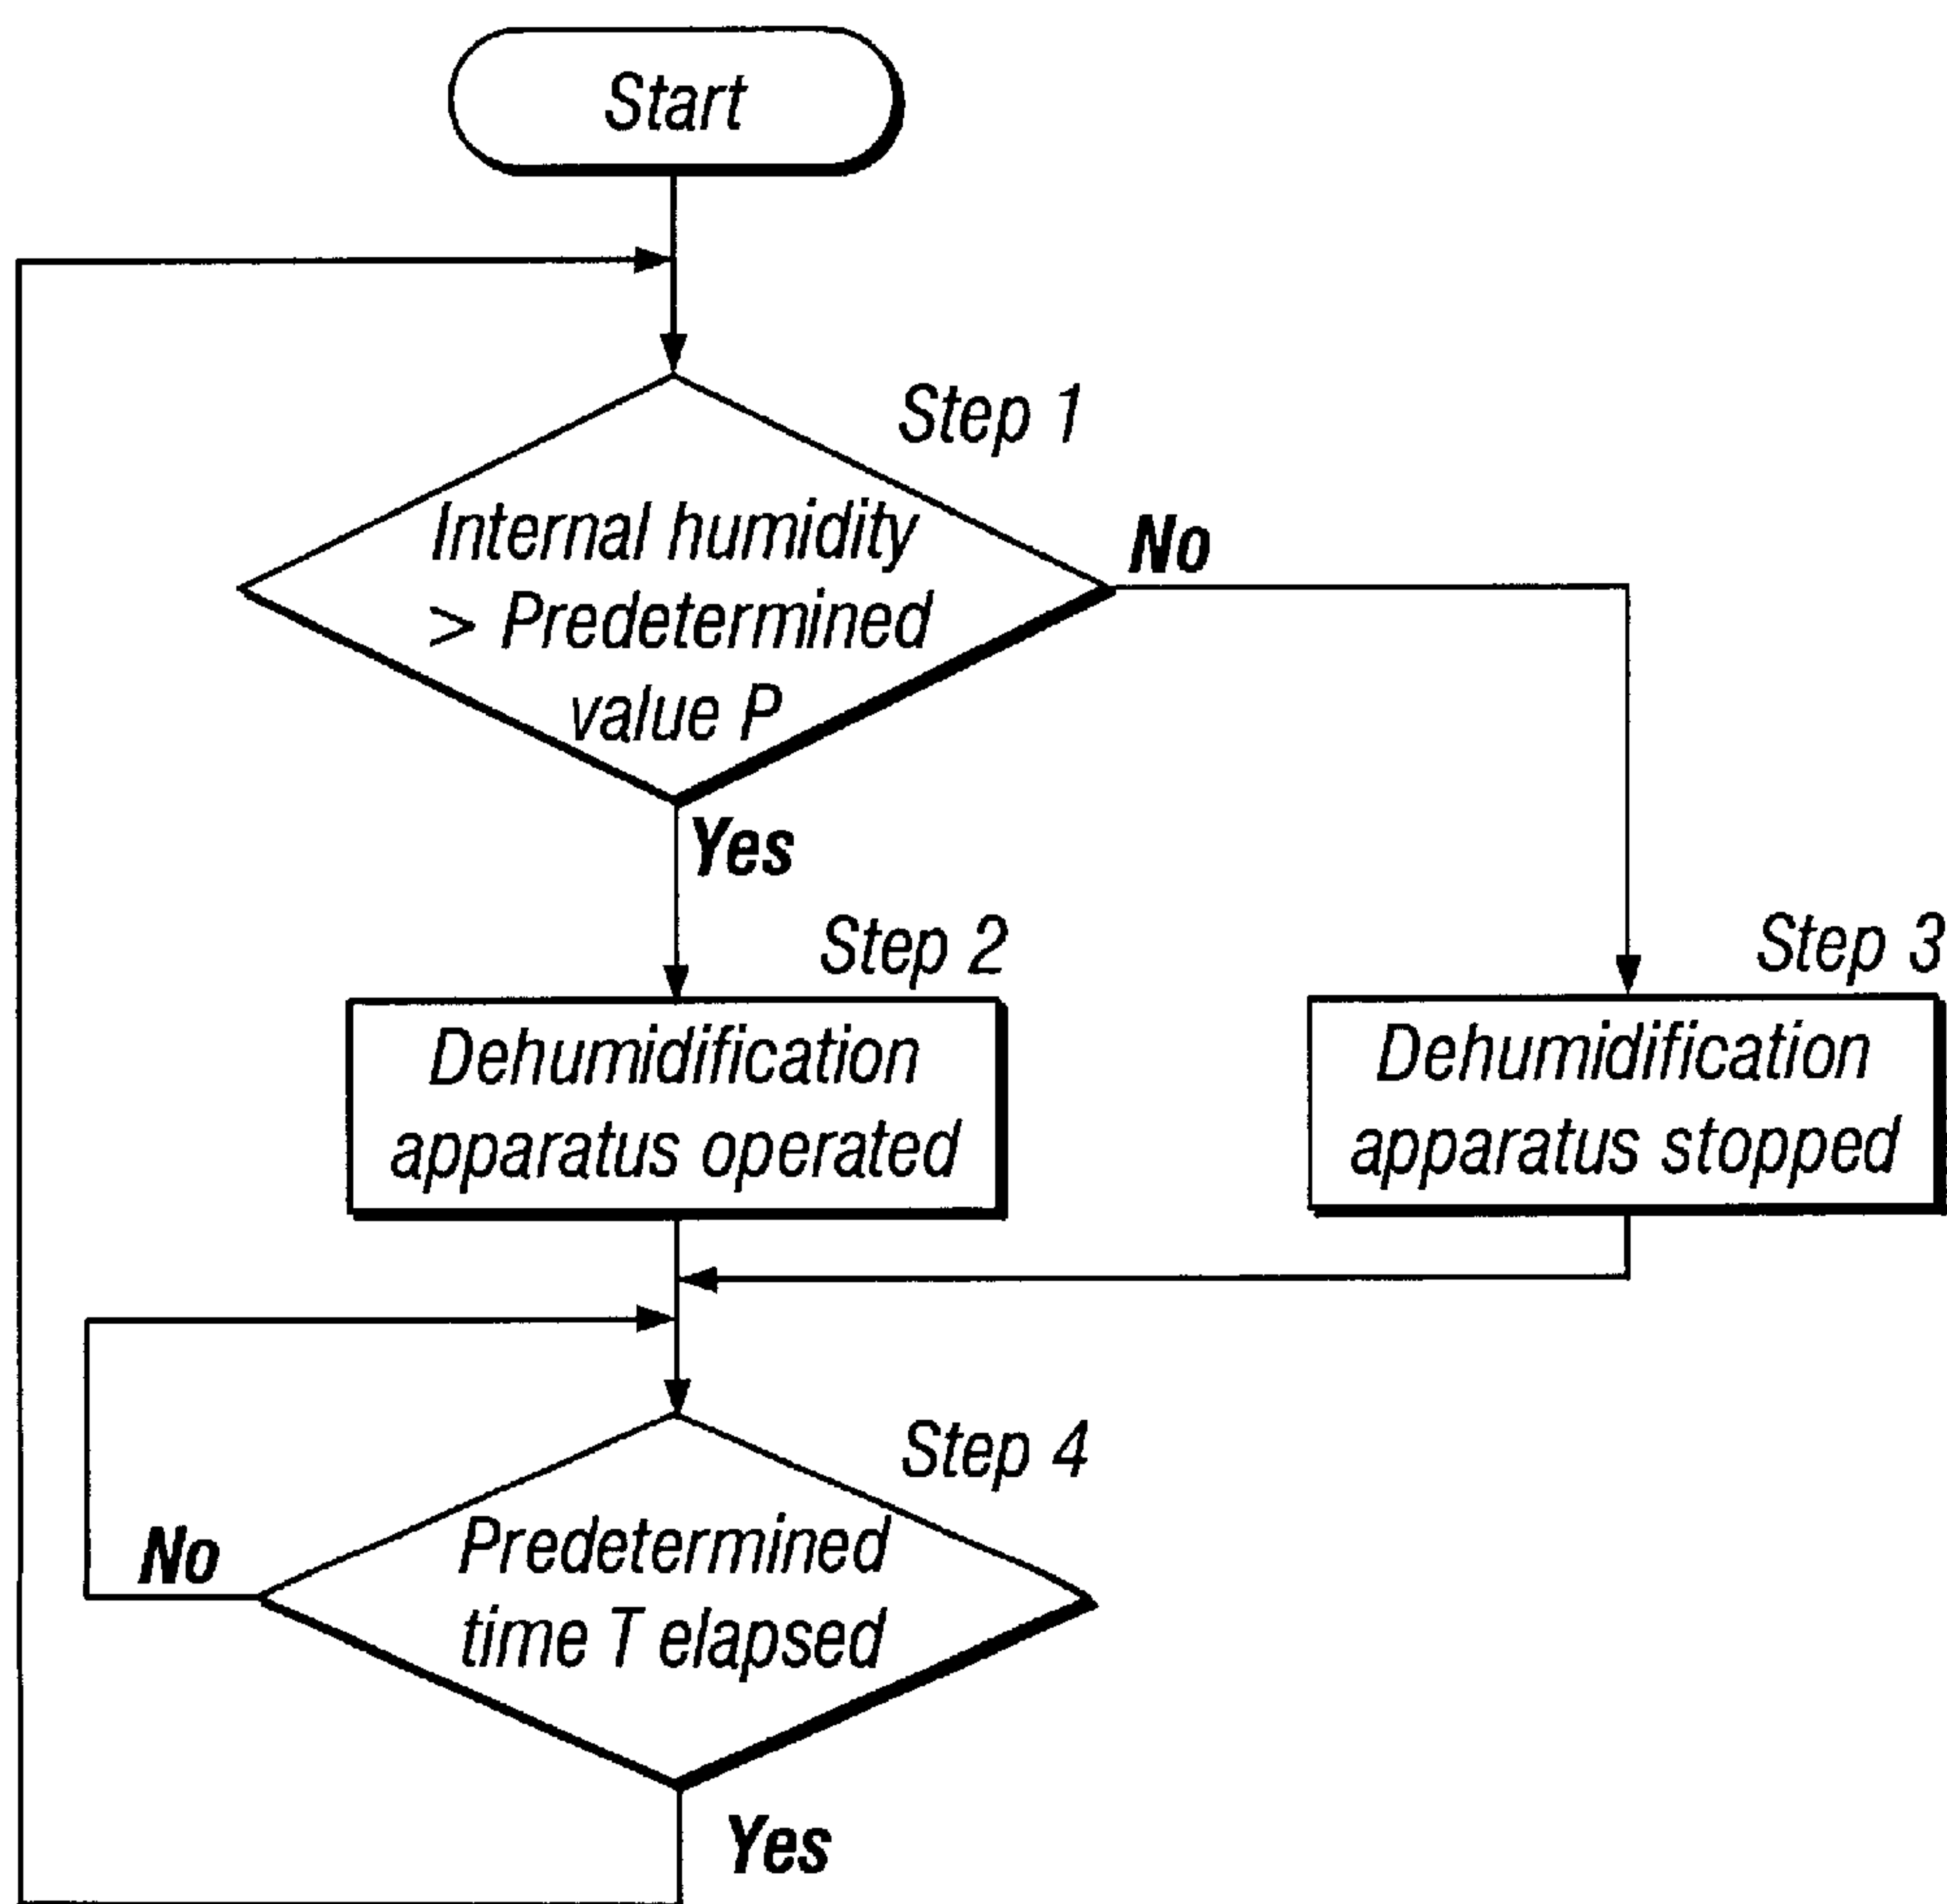 Start
Step 1
Internal humidity
> Predetermined
value P
No
Yes
Step 2
Dehumidification
apparatus operated
Step 3
Dehumidification
apparatus stopped
Step 4
Predetermined
time T elapsed
No
Yes